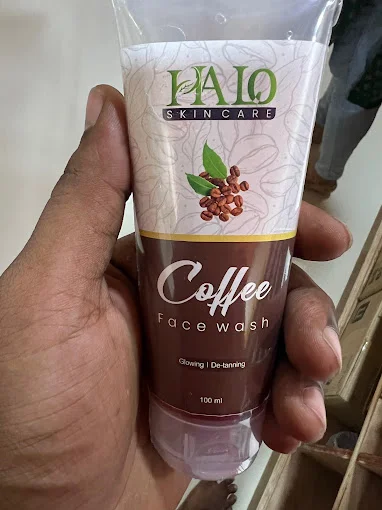 HALO
SKIN CARE
Coffee
Face wash
Glowing | De-tanning
100 ml